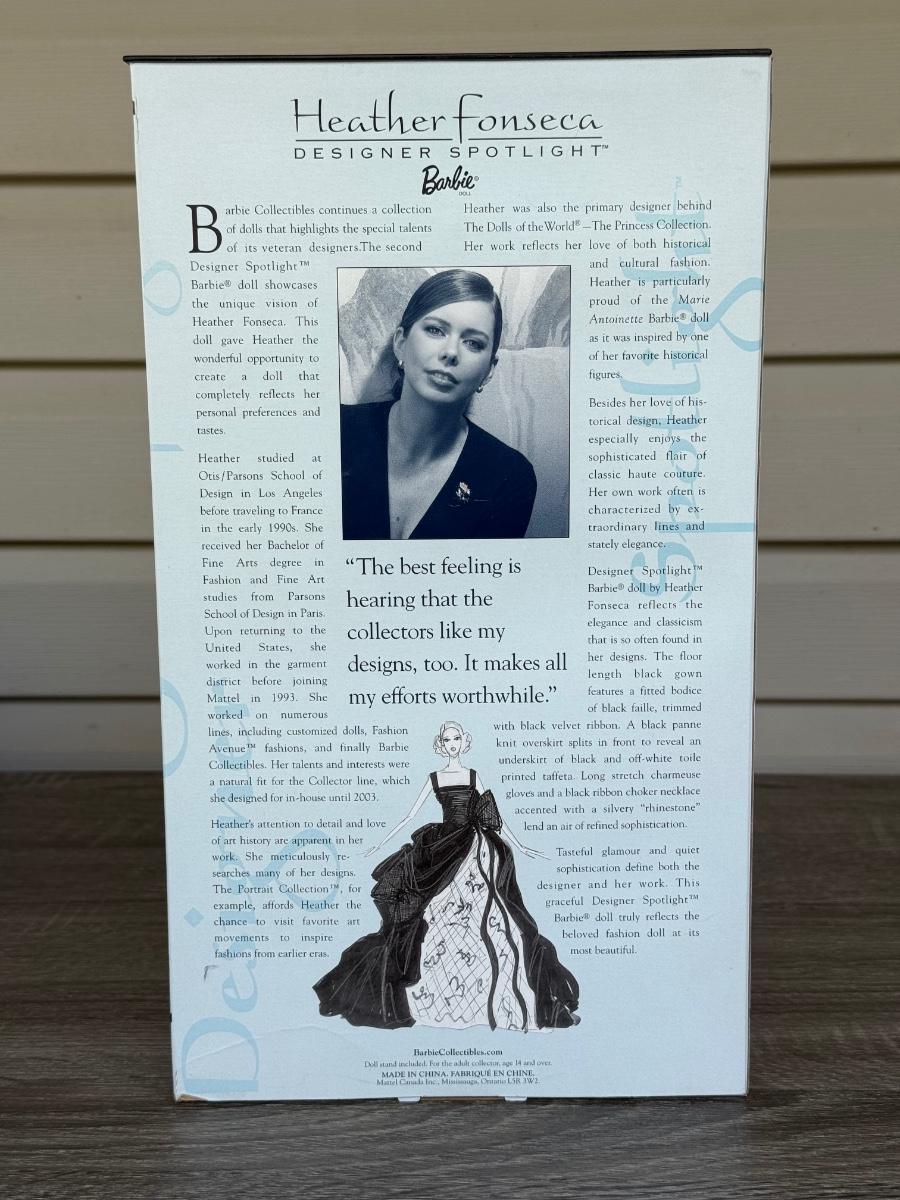 Heather Fonseca
DESIGNER SPOTLIGHT™
Barbie®
DOLL
Barbie Collectibles continues a collection
of dolls that highlights the special talents
of its veteran designers.The second
Designer Spotlight™
Barbie® doll showcases
the unique vision of
Heather Fonseca. This
doll gave Heather the
wonderful opportunity to
create a doll that
completely reflects her
personal preferences and
tastes.
Heather studied at
Otis/Parsons School of
Design in Los Angeles
before traveling to France
in the early 1990s. She
received her Bachelor of
Fine Arts degree in
Fashion and Fine Art
studies from Parsons
School of Design in Paris.
Upon returning to the
United States, she
worked in the garment
district before joining
Mattel in 1993. She
worked on numerous
lines, including customized dolls, Fashion
Avenue™ fashions, and finally Barbie
Collectibles. Her talents and interests were
a natural fit for the Collector line, which
she designed for in-house until 2003.
Heather's attention to detail and love
of art history are apparent in her
work. She meticulously re-
searches many of her designs.
The Portrait Collection™, for
example, affords Heather the
chance to visit favorite art
movements to inspire
fashions from earlier eras.
"The best feeling is
hearing that the
collectors like my
designs, too. It makes all
my efforts worthwhile."
Heather was also the primary designer behind
The Dolls of the World®—The Princess Collection.
Her work reflects her love of both historical
and cultural fashion.
Heather is particularly
proud of the Marie
Antoinette Barbie® doll
as it was inspired by one
of her favorite historical
figures.
Besides her love of his-
torical design, Heather
especially enjoys the
sophisticated flair of
classic haute couture.
Her own work often is
characterized by ex-
traordinary lines and
stately elegance.
Designer Spotlight™
Barbie® doll by Heather
Fonseca reflects the
elegance and classicism
that is so often found in
her designs. The floor
length black gown
features a fitted bodice
of black faille, trimmed
with black velvet ribbon. A black panne
knit overskirt splits in front to reveal an
underskirt of black and off-white toile
printed taffeta. Long stretch charmeuse
gloves and a black ribbon choker necklace
accented with a silvery "rhinestone"
lend an air of refined sophistication.
Tasteful glamour and quiet
sophistication define both the
designer and her work. This
graceful Designer Spotlight™
Barbie® doll truly reflects the
beloved fashion doll at its
most beautiful.
Designer
Spotlight™
BarbieCollectibles.com
Doll stand included. For the adult collector, age 14 and over.
MADE IN CHINA. FABRIQUÉ EN CHINE.
Mattel Canada Inc., Mississauga, Ontario L5R 3W2.